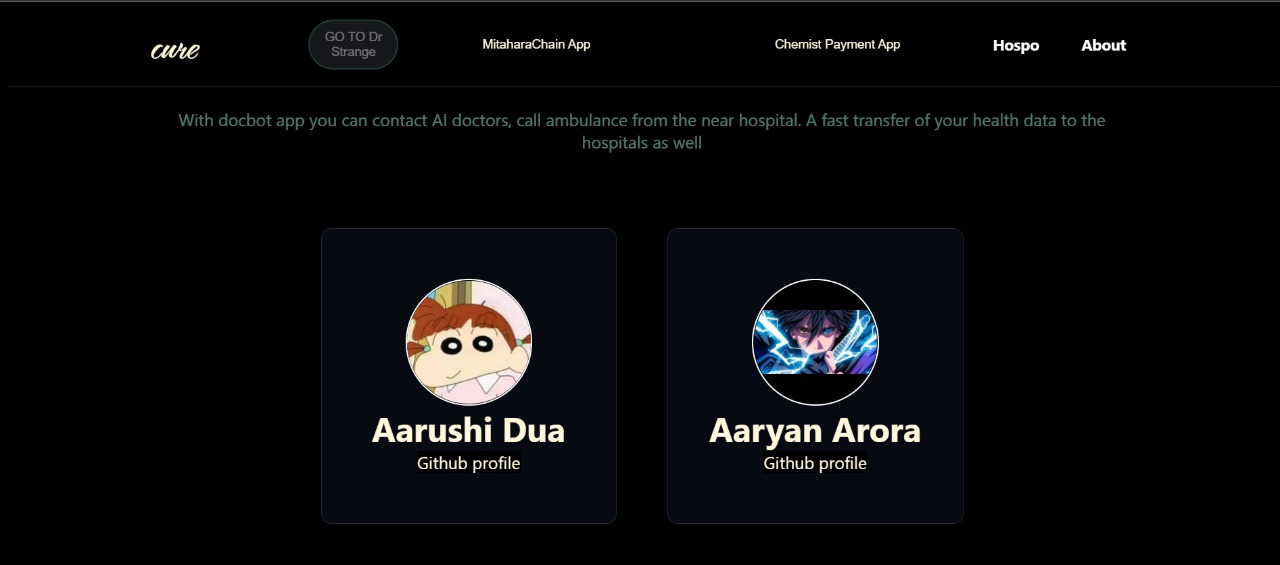 cure
GO TO Dr
Strange
MitaharaChain App
Chemist Payment App
Hospo
About
With docbot app you can contact AI doctors, call ambulance from the near hospital. A fast transfer of your health data to the
hospitals as well
Aarushi Dua
Github profile
Aaryan Arora
Github profile